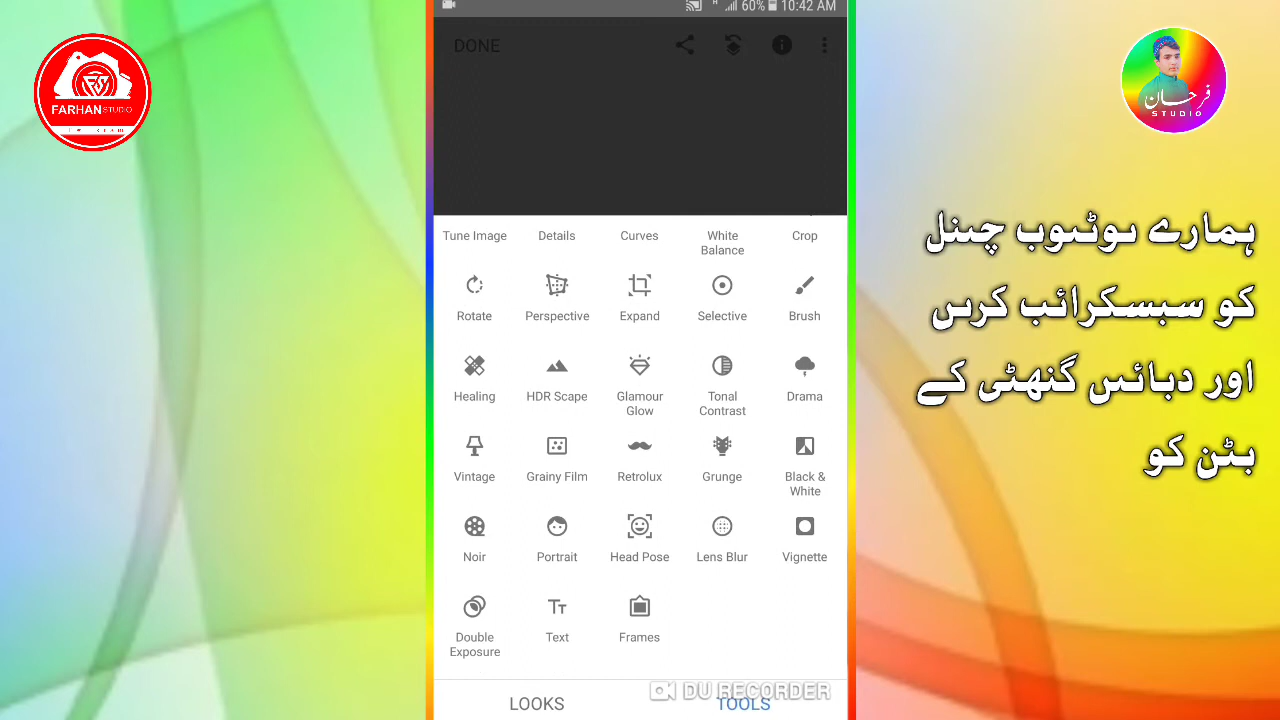 60% 10:42 AM
DONE
FARHAN STUDIO
فرحان
STUDIO
Tune Image Details Curves White Balance Crop
Rotate Perspective Expand Selective Brush
Healing HDR Scape Glamour Glow Tonal Contrast Drama
Vintage Grainy Film Retrolux Grunge Black & White
Noir Portrait Head Pose Lens Blur Vignette
Double Exposure Text Frames
LOOKS TOOLS
DU RECORDER
ہمارے یوٹیوب چینل
کو سبسکرائب کریں
اور دبائیں گنھٹی کے
بٹن کو